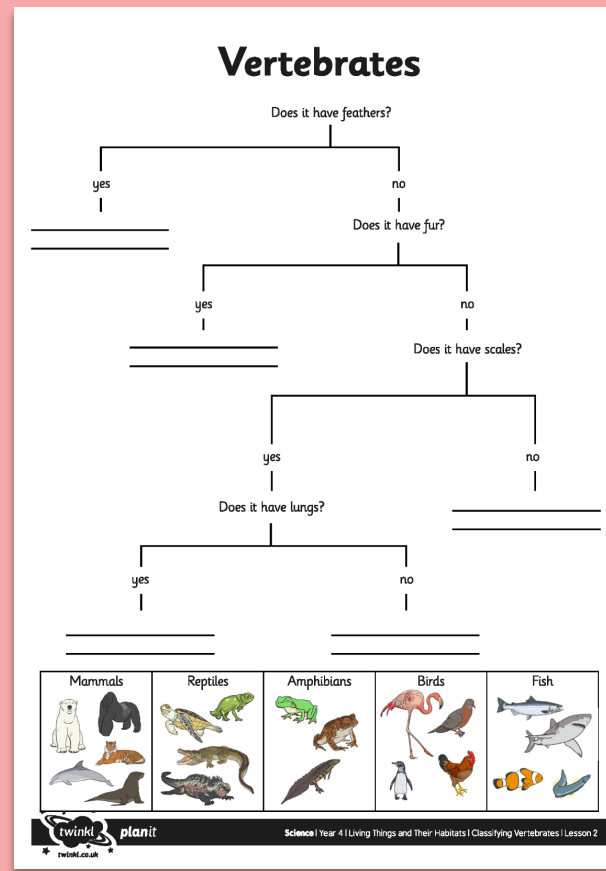 Vertebrates
Does it have feathers?
yes
no
Does it have fur?
yes
no
Does it have scales?
yes
no
Does it have lungs?
yes
no
Mammals
Reptiles
Amphibians
Birds
Fish
twinkl
planit
Science | Year 4 | Living Things and Their Habitats | Classifying Vertebrates | Lesson 2
twinkl.co.uk